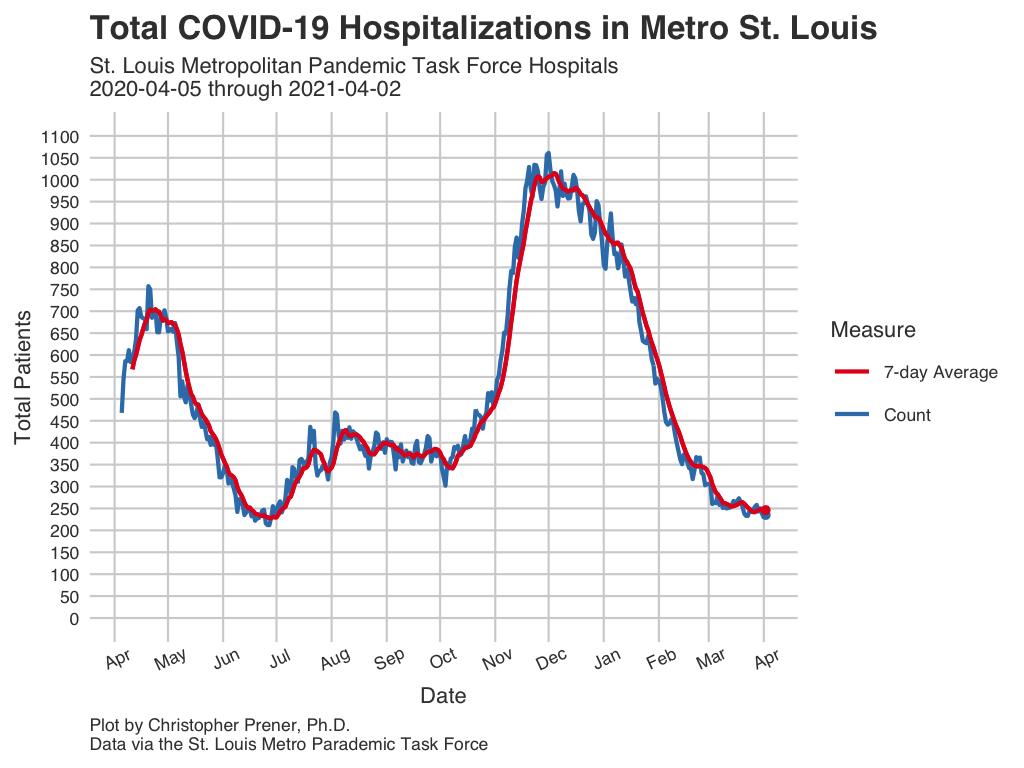 Total COVID-19 Hospitalizations in Metro St. Louis
St. Louis Metropolitan Pandemic Task Force Hospitals
2020-04-05 through 2021-04-02
Total Patients
1100
1050
1000
950
900
850
800
750
700
650
600
550
500
450
400
350
300
250
200
150
100
50
0
Apr May Jun Jul Aug Sep Oct Nov Dec Jan Feb Mar Apr
Date
Measure
7-day Average
Count
Plot by Christopher Prener, Ph.D.
Data via the St. Louis Metro Parademic Task Force